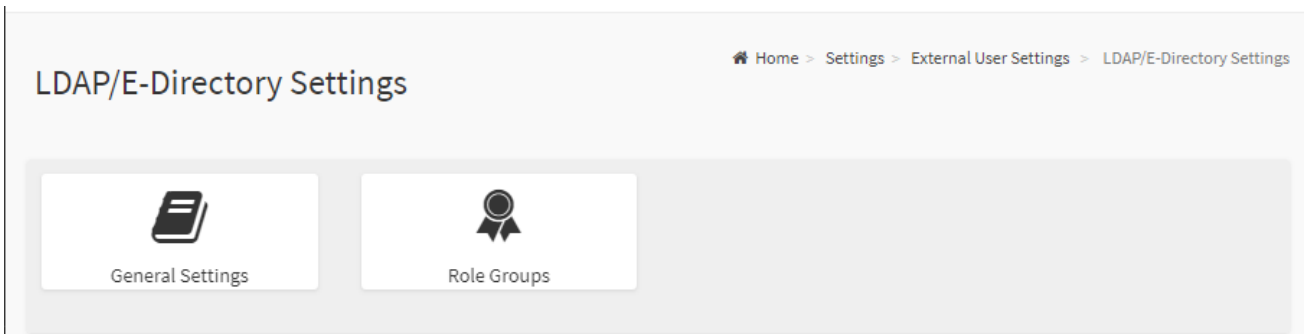 Home > Settings > External User Settings > LDAP/E-Directory Settings
LDAP/E-Directory Settings
General Settings
Role Groups